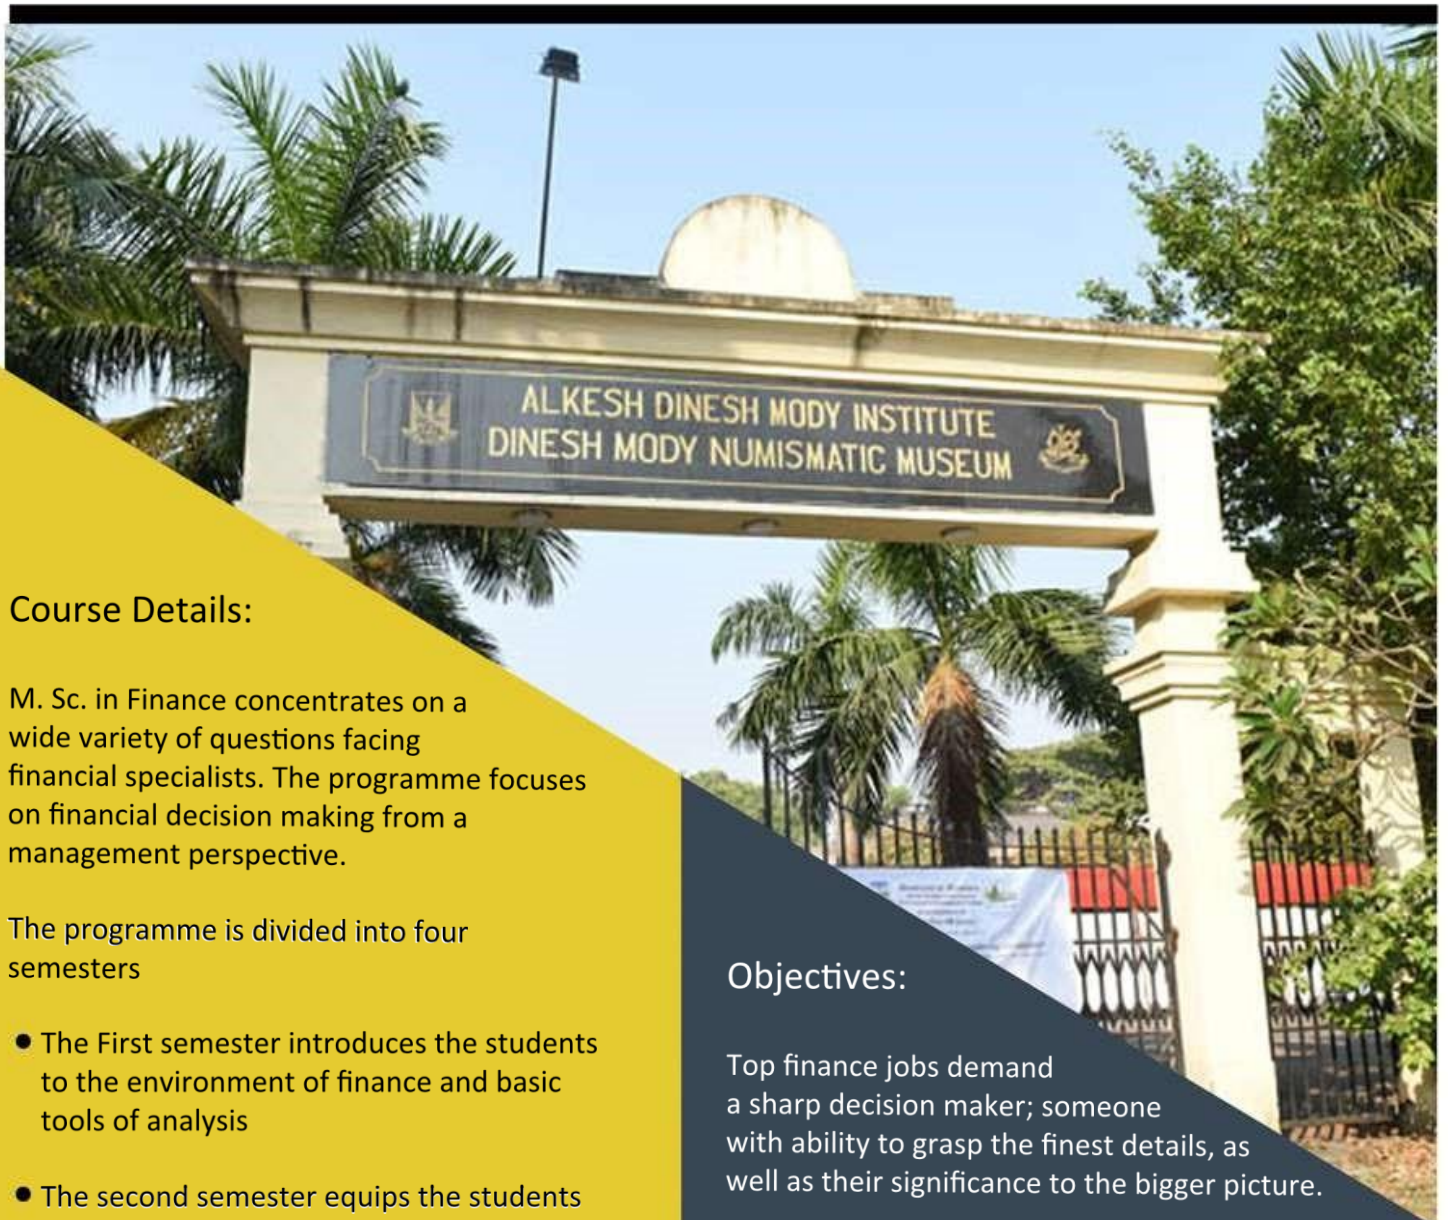 ALKESH DINESH MODY INSTITUTE
DINESH MODY NUMISMATIC MUSEUM
Course Details:
M. Sc. in Finance concentrates on a
wide variety of questions facing
financial specialists. The programme focuses
on financial decision making from a
management perspective.
The programme is divided into four
semesters
• The First semester introduces the students
to the environment of finance and basic
tools of analysis
• The second semester equips the students
Objectives:
Top finance jobs demand
a sharp decision maker; someone
with ability to grasp the finest details, as
well as their significance to the bigger picture.